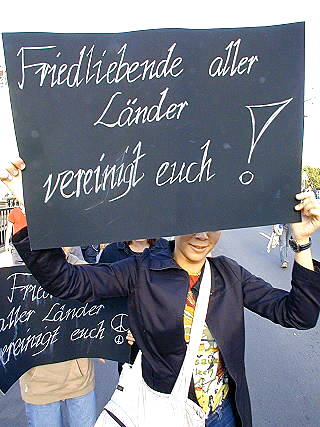 Friedliebende aller
Länder
vereinigt euch!
aller Länder
vereinigt euch